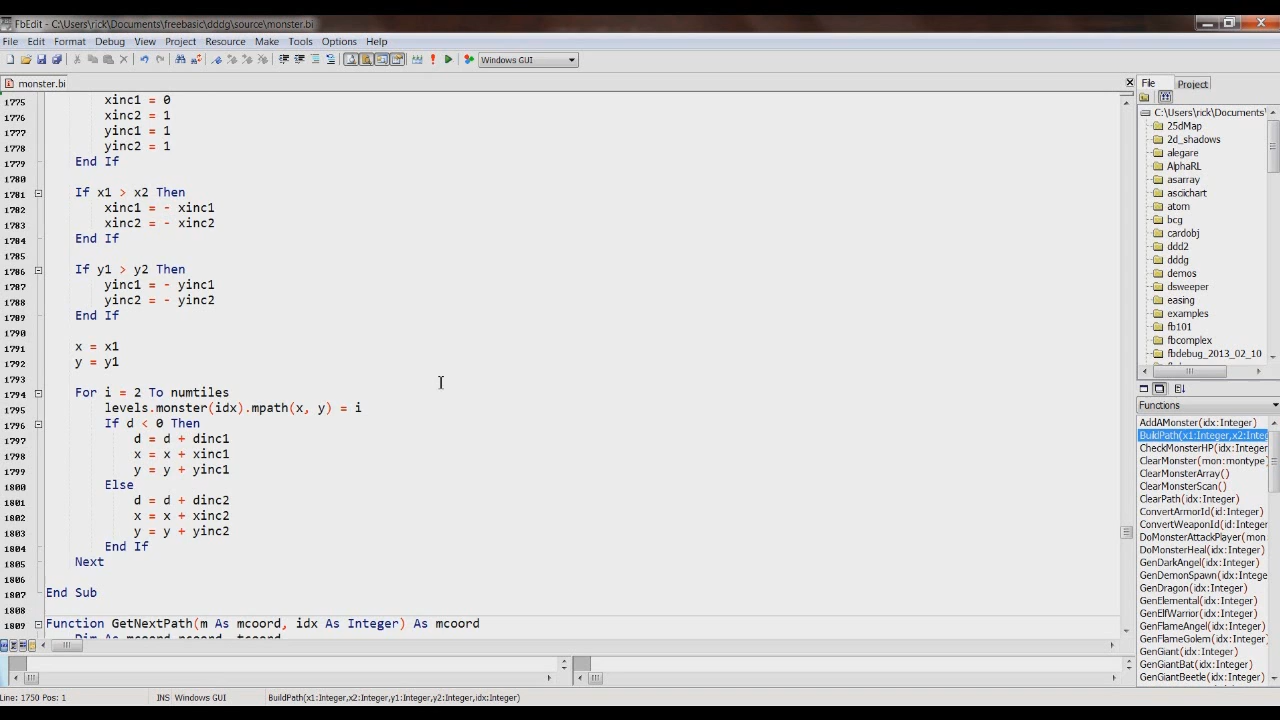 FbEdit - C:\Users\rick\Documents\freebasic\dddg\source\monster.bi
File Edit Format Debug View Project Resource Make Tools Options Help
Windows GUI
monster.bi
1775 xinc1 = 0
1776 xinc2 = 1
1777 yinc1 = 1
1778 yinc2 = 1
1779 End If
1780
1781 If x1 > x2 Then
1782 xinc1 = - xinc1
1783 xinc2 = - xinc2
1784 End If
1785
1786 If y1 > y2 Then
1787 yinc1 = - yinc1
1788 yinc2 = - yinc2
1789 End If
1790
1791 x = x1
1792 y = y1
1793
1794 For i = 2 To numtiles
1795 levels.monster(idx).mpath(x, y) = i
1796 If d < 0 Then
1797 d = d + dinc1
1798 x = x + xinc1
1799 y = y + yinc1
1800 Else
1801 d = d + dinc2
1802 x = x + xinc2
1803 y = y + yinc2
1804 End If
1805 Next
1806
1807 End Sub
1808
1809 Function GetNextPath(m As mcoord, idx As Integer) As mcoord
File Project
C:\Users\rick\Documents\
25dMap
2d_shadows
alegare
AlphaRL
asarray
asciichart
atom
bcg
cardobj
ddd2
dddg
demos
dsweeper
easing
examples
fb101
fbcomplex
fbdebug_2013_02_10
Functions
AddAMonster(idx:Integer)
BuildPath(x1:Integer,x2:Integ
CheckMonsterHP(idx:Integer
ClearMonster(mon:montype)
ClearMonsterArray()
ClearMonsterScan()
ClearPath(idx:Integer)
ConvertArmorId(id:Integer)
ConvertWeaponId(id:Integer)
DoMonsterAttackPlayer(mon
DoMonsterHeal(idx:Integer)
GenDarkAngel(idx:Integer)
GenDemonSpawn(idx:Intege
GenDragon(idx:Integer)
GenElemental(idx:Integer)
GenElfWarrior(idx:Integer)
GenFlameAngel(idx:Integer)
GenFlameGolem(idx:Integer)
GenGiant(idx:Integer)
GenGiantBat(idx:Integer)
GenGiantBeetle(idx:Integer)
Line: 1750 Pos: 1 INS Windows GUI BuildPath(x1:Integer,x2:Integer,y1:Integer,y2:Integer,idx:Integer)